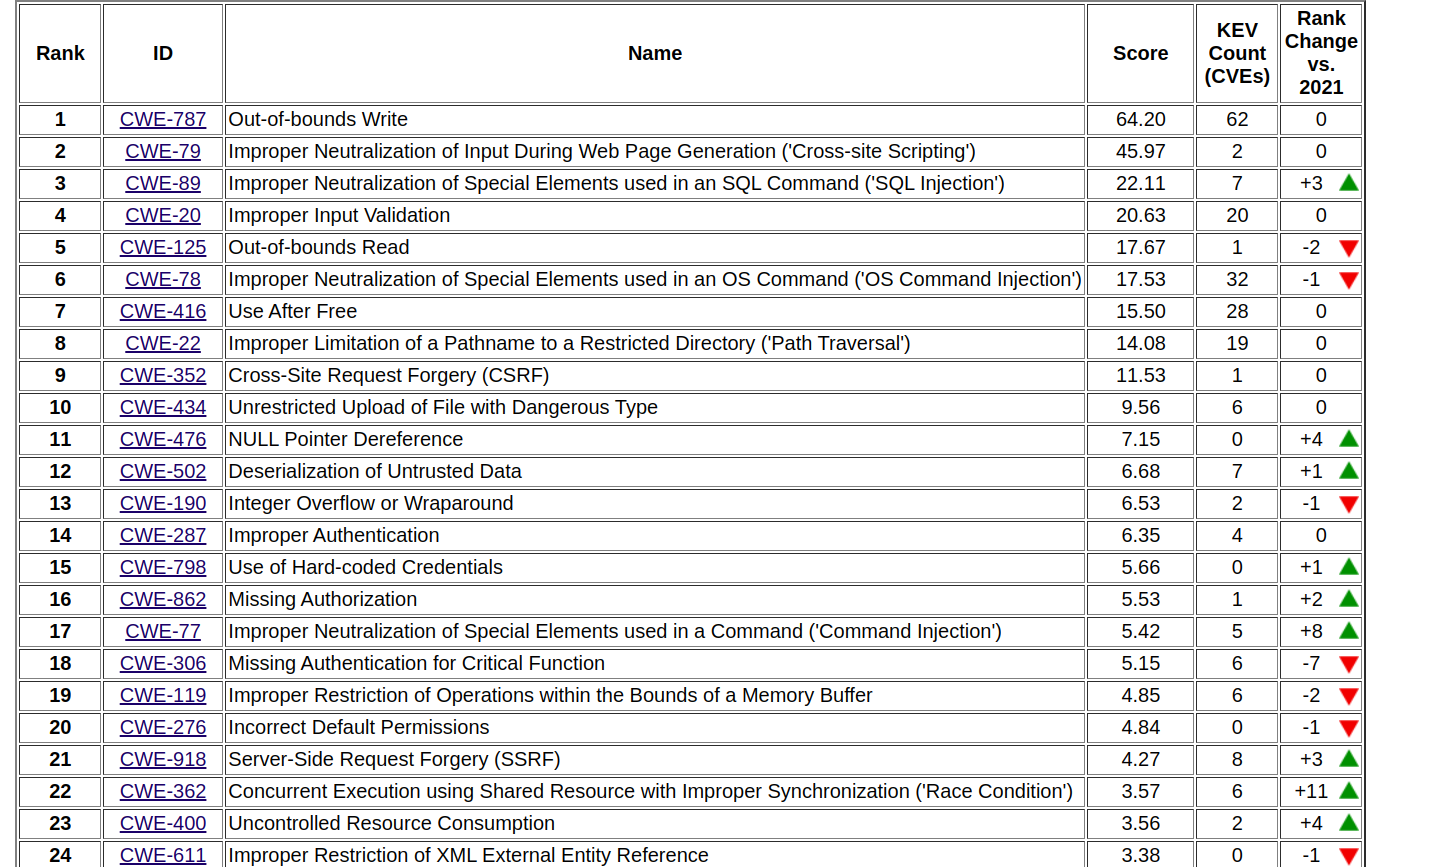 Rank ID Name Score KEV Count (CVEs) Rank Change vs. 2021
1 CWE-787 Out-of-bounds Write 64.20 62 0
2 CWE-79 Improper Neutralization of Input During Web Page Generation ('Cross-site Scripting') 45.97 2 0
3 CWE-89 Improper Neutralization of Special Elements used in an SQL Command ('SQL Injection') 22.11 7 +3
4 CWE-20 Improper Input Validation 20.63 20 0
5 CWE-125 Out-of-bounds Read 17.67 1 -2
6 CWE-78 Improper Neutralization of Special Elements used in an OS Command ('OS Command Injection') 17.53 32 -1
7 CWE-416 Use After Free 15.50 28 0
8 CWE-22 Improper Limitation of a Pathname to a Restricted Directory ('Path Traversal') 14.08 19 0
9 CWE-352 Cross-Site Request Forgery (CSRF) 11.53 1 0
10 CWE-434 Unrestricted Upload of File with Dangerous Type 9.56 6 0
11 CWE-476 NULL Pointer Dereference 7.15 0 +4
12 CWE-502 Deserialization of Untrusted Data 6.68 7 +1
13 CWE-190 Integer Overflow or Wraparound 6.53 2 -1
14 CWE-287 Improper Authentication 6.35 4 0
15 CWE-798 Use of Hard-coded Credentials 5.66 0 +1
16 CWE-862 Missing Authorization 5.53 1 +2
17 CWE-77 Improper Neutralization of Special Elements used in a Command ('Command Injection') 5.42 5 +8
18 CWE-306 Missing Authentication for Critical Function 5.15 6 -7
19 CWE-119 Improper Restriction of Operations within the Bounds of a Memory Buffer 4.85 6 -2
20 CWE-276 Incorrect Default Permissions 4.84 0 -1
21 CWE-918 Server-Side Request Forgery (SSRF) 4.27 8 +3
22 CWE-362 Concurrent Execution using Shared Resource with Improper Synchronization ('Race Condition') 3.57 6 +11
23 CWE-400 Uncontrolled Resource Consumption 3.56 2 +4
24 CWE-611 Improper Restriction of XML External Entity Reference 3.38 0 -1